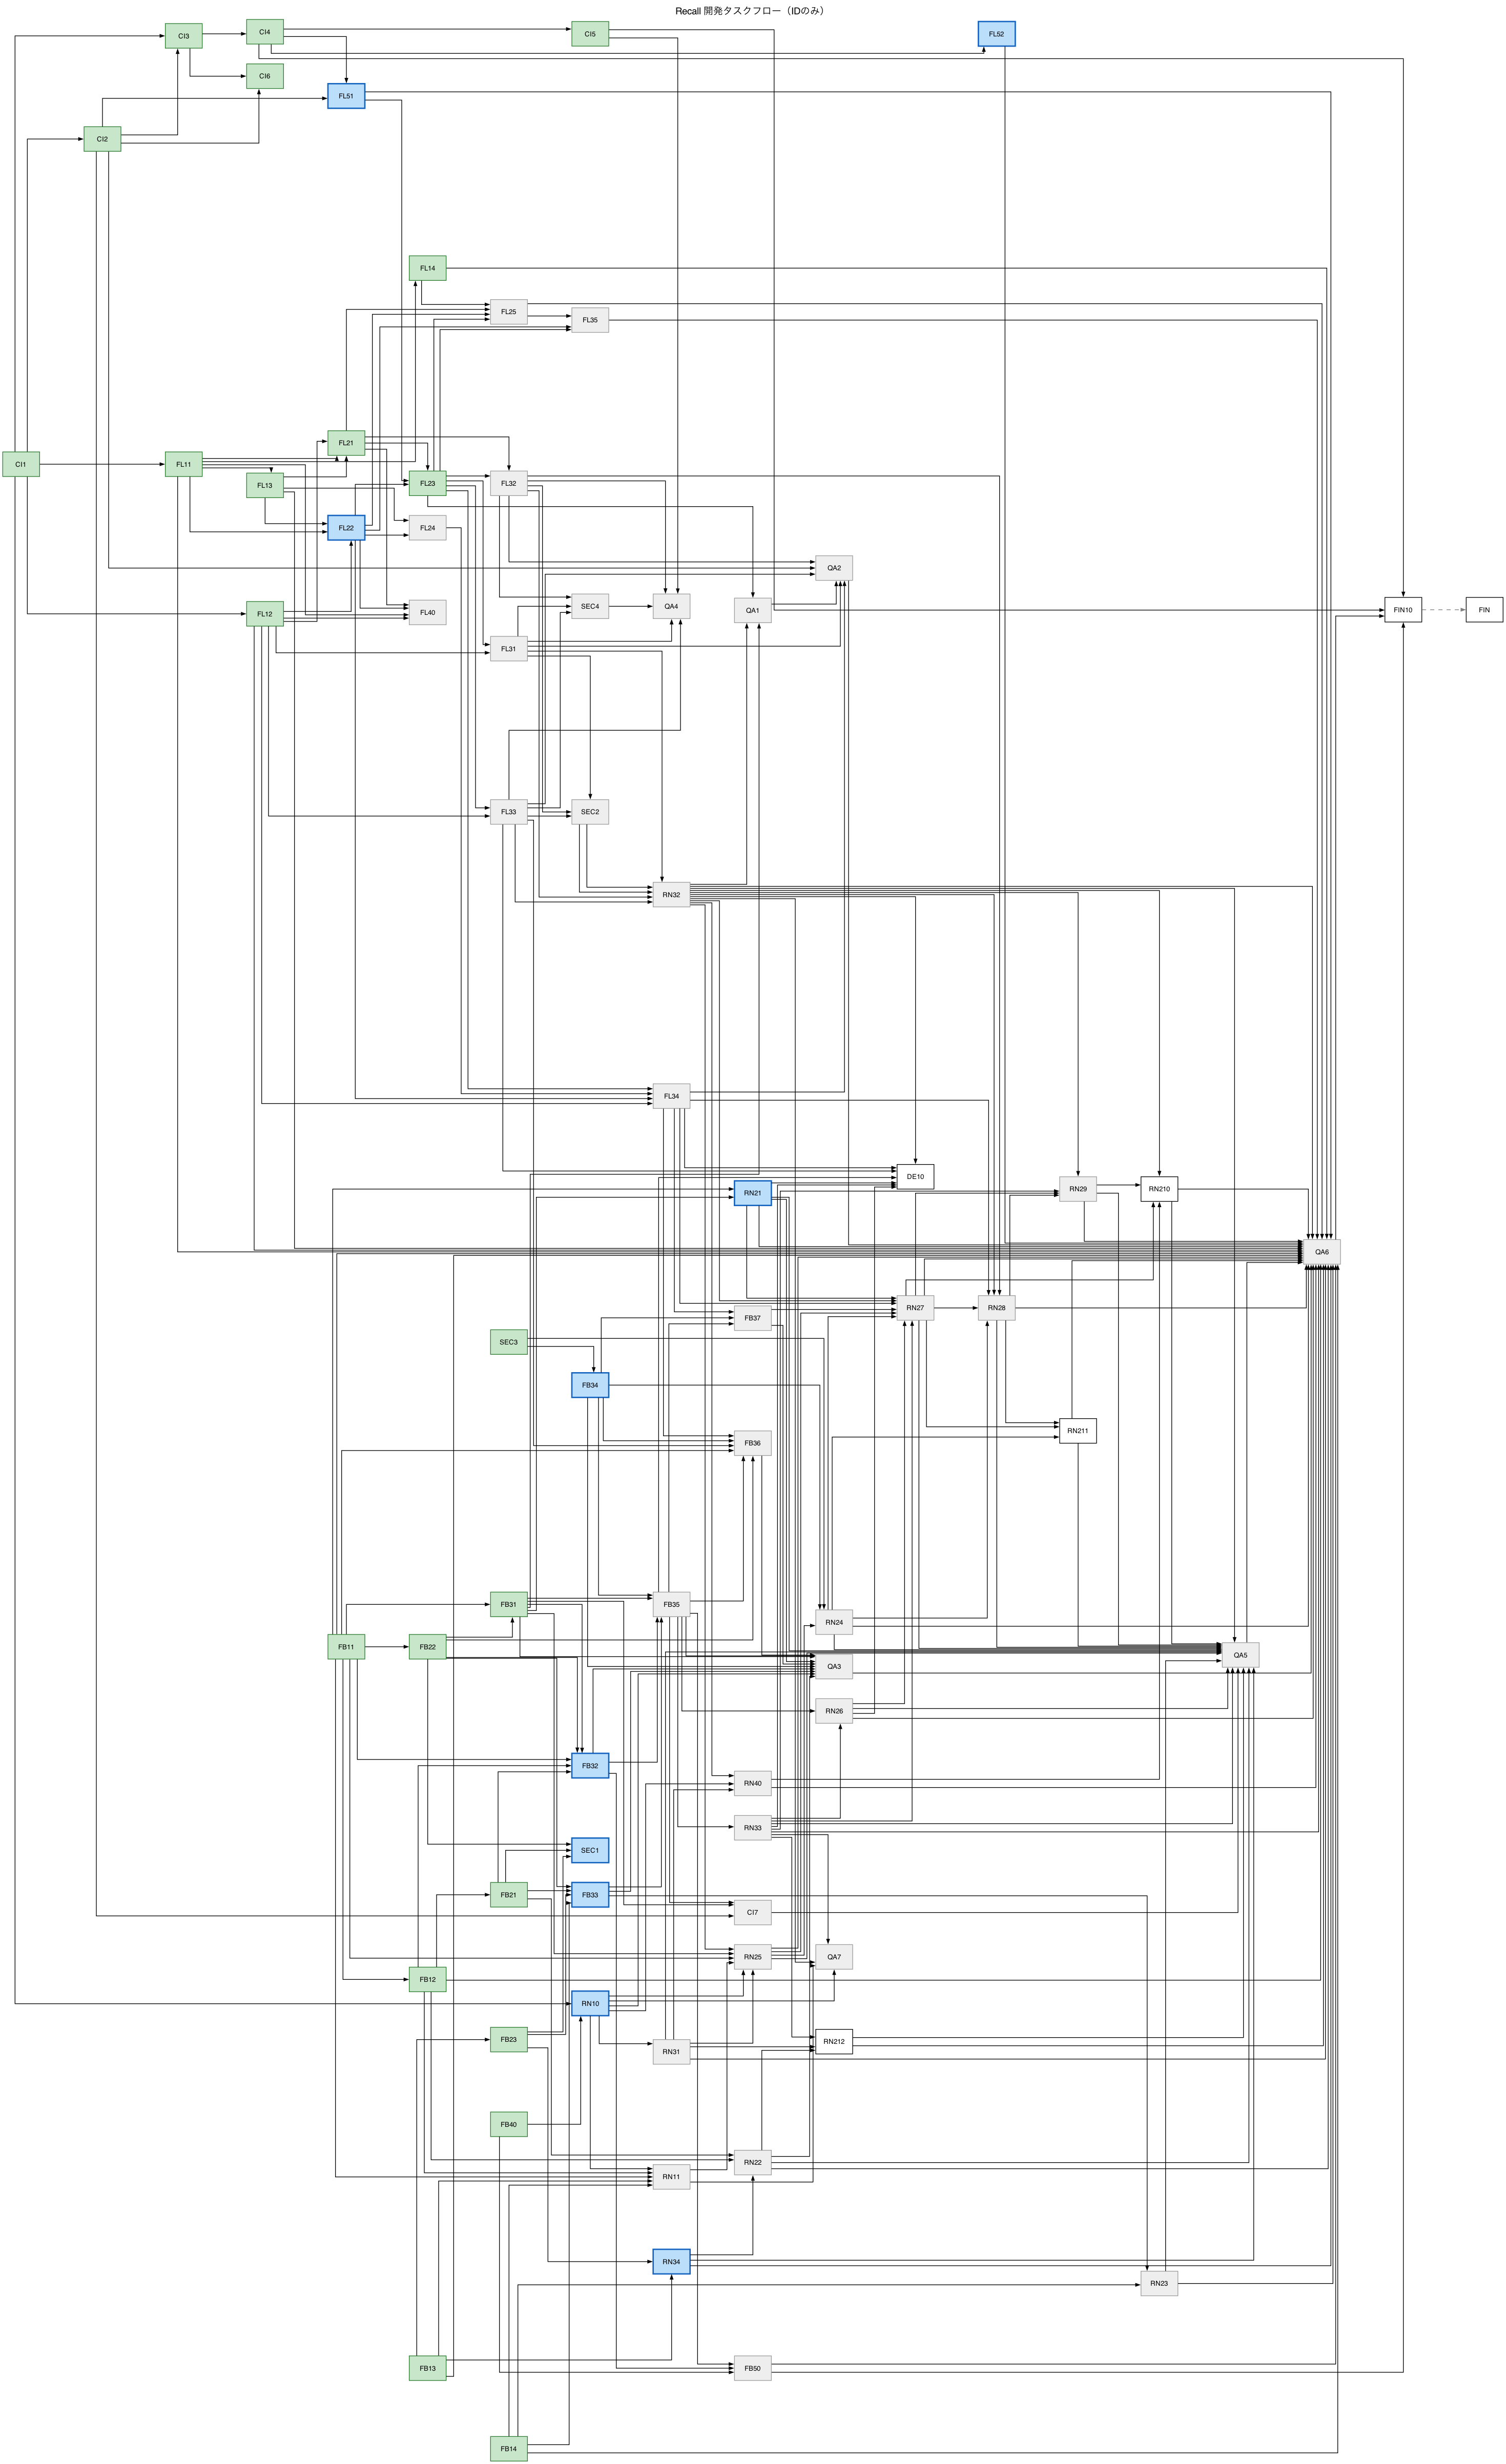 Recall 開発タスクフロー（IDのみ）
CI3
CI4
CI5
FL52
CI6
FL51
CI2
FL14
FL25
FL35
FL21
CI1
FL11
FL13
FL23
FL32
FL22
FL24
QA2
FL12
FL40
SEC4
QA4
QA1
FIN10
FIN
FL31
FL33
SEC2
RN32
FL34
DE10
RN21
RN29
RN210
QA6
RN27
RN28
FB37
SEC3
FB34
RN211
FB36
FB31
FB35
RN24
FB11
FB22
QA5
QA3
RN26
FB32
RN40
RN33
SEC1
FB21
FB33
CI7
RN25
QA7
FB12
RN10
FB23
RN31
RN212
FB40
RN22
RN11
RN34
RN23
FB13
FB50
FB14